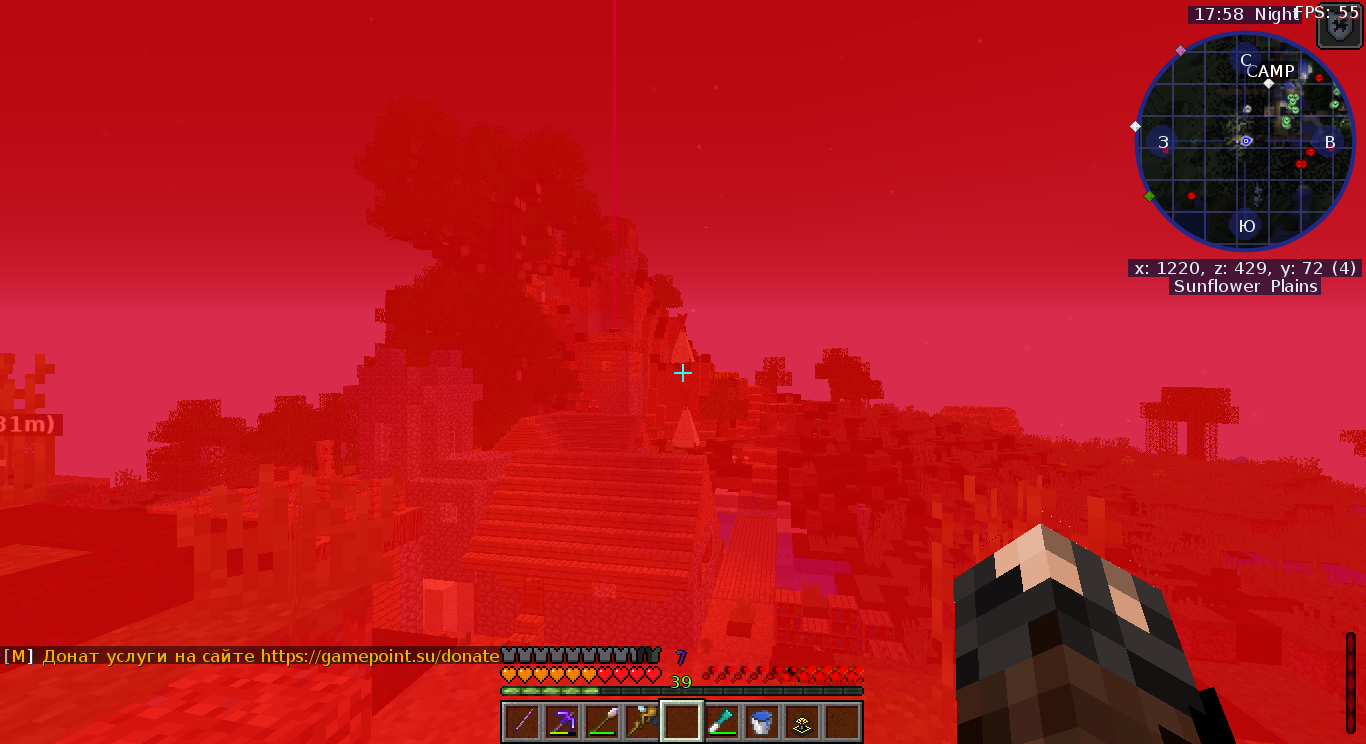 17:58 Night
FPS: 55
С
CAMP
З
В
Ю
x: 1220, z: 429, y: 72 (4)
Sunflower Plains
31m)
[M] Донат услуги на сайте https://gamepoint.su/donate
7
39